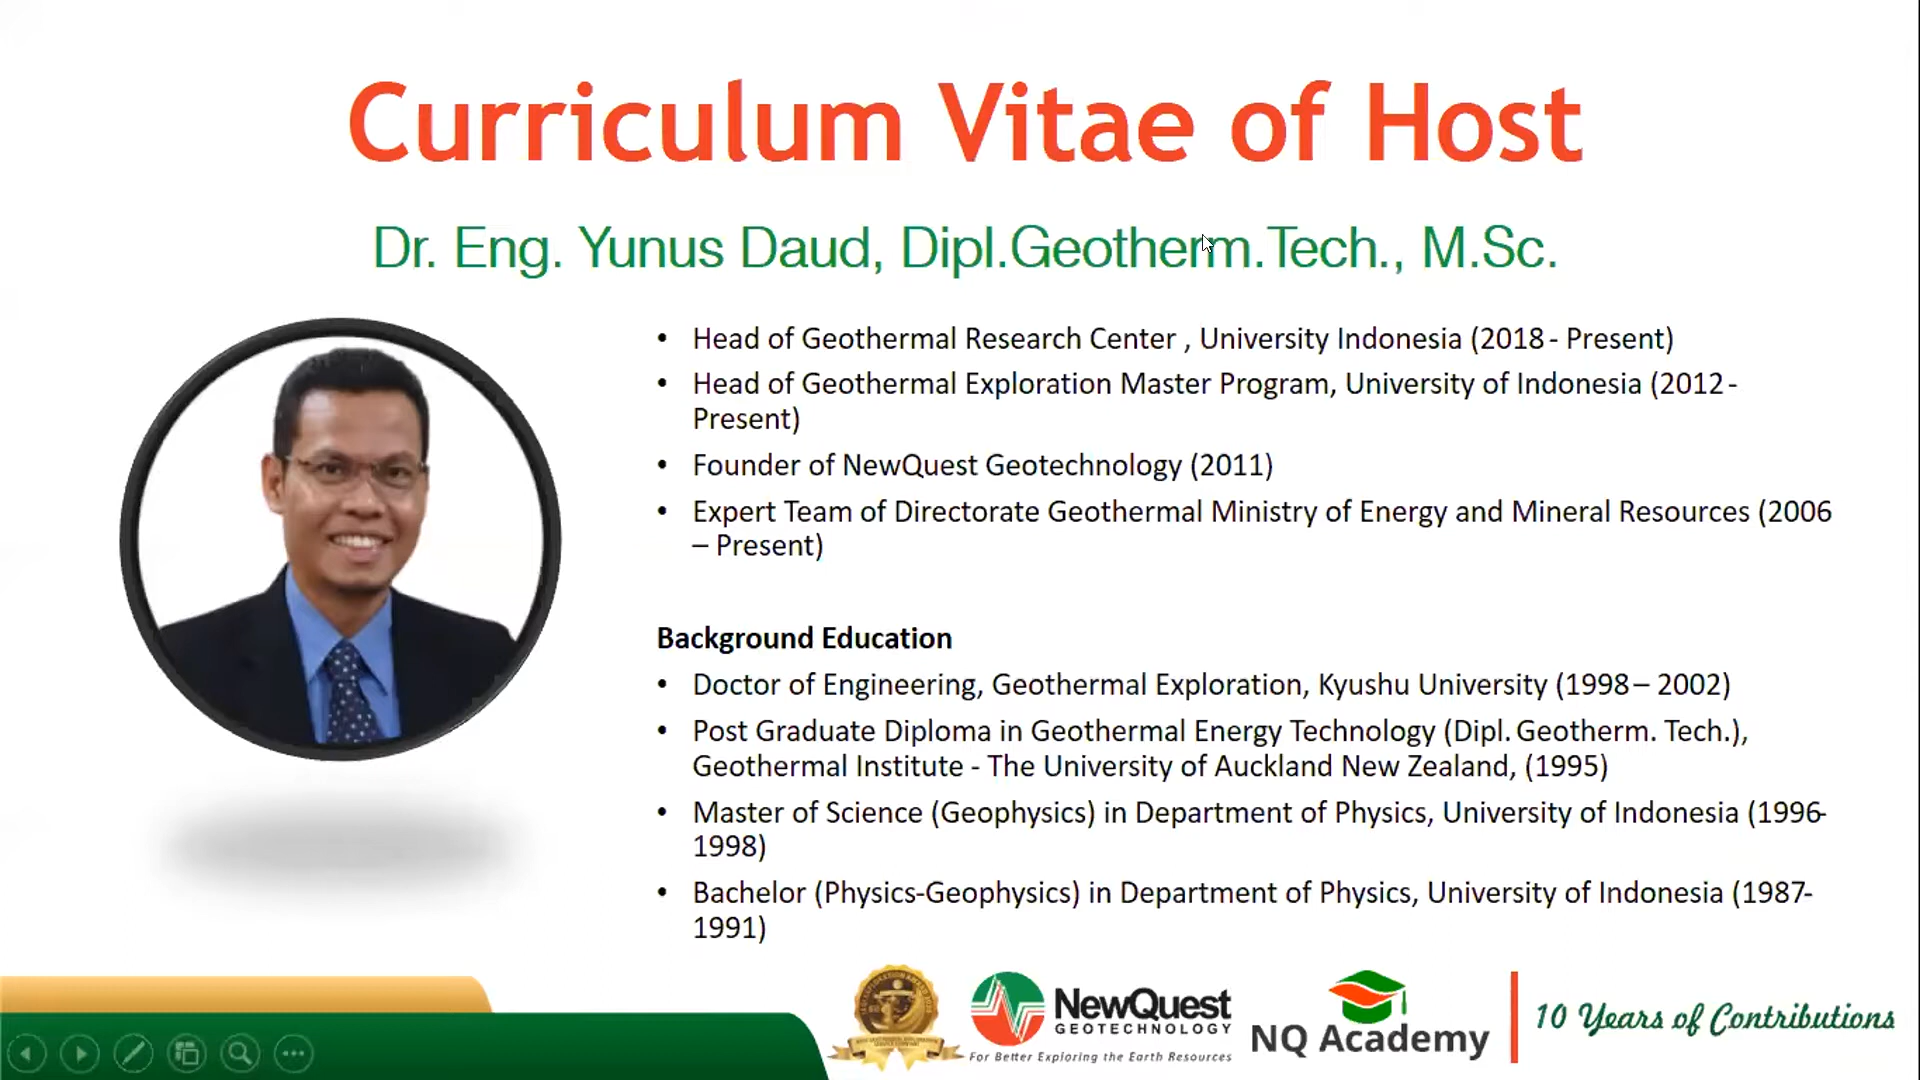 Curriculum Vitae of Host
Dr. Eng. Yunus Daud, Dipl.Geotherm.Tech., M.Sc.
• Head of Geothermal Research Center , University Indonesia (2018 - Present)
• Head of Geothermal Exploration Master Program, University of Indonesia (2012 -
Present)
• Founder of NewQuest Geotechnology (2011)
• Expert Team of Directorate Geothermal Ministry of Energy and Mineral Resources (2006
– Present)
Background Education
• Doctor of Engineering, Geothermal Exploration, Kyushu University (1998 – 2002)
• Post Graduate Diploma in Geothermal Energy Technology (Dipl. Geotherm. Tech.),
Geothermal Institute - The University of Auckland New Zealand, (1995)
• Master of Science (Geophysics) in Department of Physics, University of Indonesia (1996-
1998)
• Bachelor (Physics-Geophysics) in Department of Physics, University of Indonesia (1987-
1991)
NewQuest
GEOTECHNOLOGY
For Better Exploring the Earth Resources
NQ Academy
10 Years of Contributions